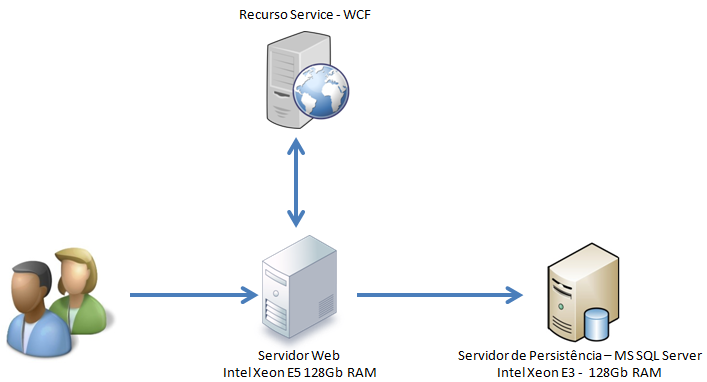 Recurso Service - WCF
Servidor Web
Intel Xeon E5 128Gb RAM
Servidor de Persistência – MS SQL Server
Intel Xeon E3 - 128Gb RAM